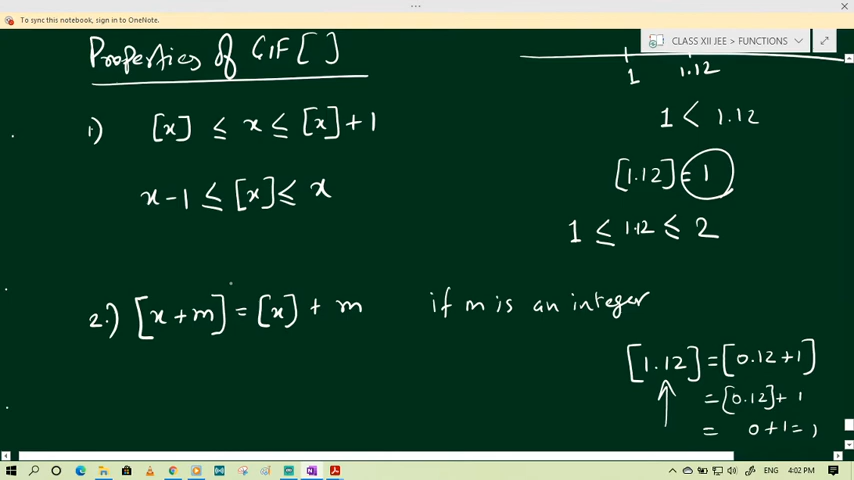 To sync this notebook, sign in to OneNote.
CLASS XII JEE > FUNCTIONS
Properties of GIF [ ]
1 1.12
1) [x] ≤ x ≤ [x] + 1
1 < 1.12
x - 1 ≤ [x] ≤ x
[1.12] = 1
1 ≤ 1.12 ≤ 2
2.) [x + m] = [x] + m if m is an integer
[1.12] = [0.12 + 1]
= [0.12] + 1
= 0 + 1 = 1
ENG 4:02 PM